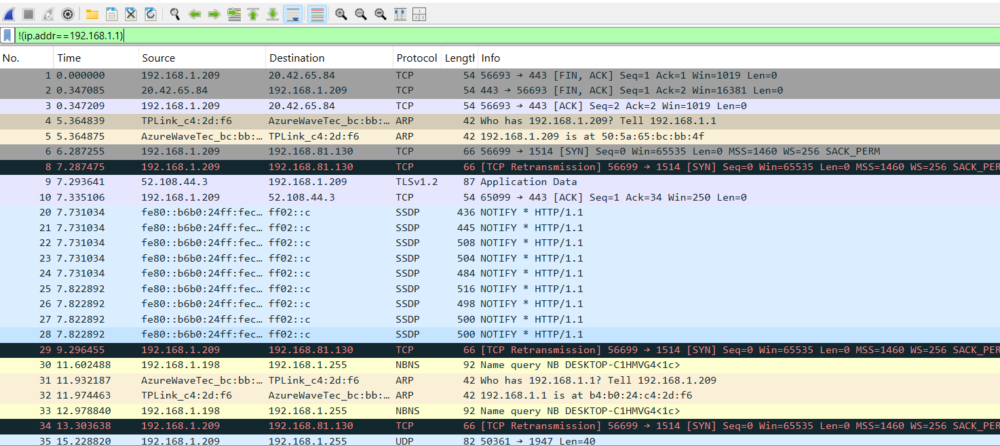 !(ip.addr==192.168.1.1)
No. Time Source Destination Protocol Length Info
1 0.000000 192.168.1.209 20.42.65.84 TCP 54 56693 → 443 [FIN, ACK] Seq=1 Ack=1 Win=1019 Len=0
2 0.347085 20.42.65.84 192.168.1.209 TCP 54 443 → 56693 [FIN, ACK] Seq=1 Ack=2 Win=16381 Len=0
3 0.347209 192.168.1.209 20.42.65.84 TCP 54 56693 → 443 [ACK] Seq=2 Ack=2 Win=1019 Len=0
4 5.364839 TPLink_c4:2d:f6 AzureWaveTec_bc:bb:… ARP 42 Who has 192.168.1.209? Tell 192.168.1.1
5 5.364875 AzureWaveTec_bc:bb:… TPLink_c4:2d:f6 ARP 42 192.168.1.209 is at 50:5a:65:bc:bb:4f
6 6.287255 192.168.1.209 192.168.81.130 TCP 66 56699 → 1514 [SYN] Seq=0 Win=65535 Len=0 MSS=1460 WS=256 SACK_PERM
8 7.287475 192.168.1.209 192.168.81.130 TCP 66 [TCP Retransmission] 56699 → 1514 [SYN] Seq=0 Win=65535 Len=0 MSS=1460 WS=256 SACK_PER
9 7.293641 52.108.44.3 192.168.1.209 TLSv1.2 87 Application Data
10 7.335106 192.168.1.209 52.108.44.3 TCP 54 65099 → 443 [ACK] Seq=1 Ack=34 Win=250 Len=0
20 7.731034 fe80::b6b0:24ff:fec… ff02::c SSDP 436 NOTIFY * HTTP/1.1
21 7.731034 fe80::b6b0:24ff:fec… ff02::c SSDP 445 NOTIFY * HTTP/1.1
22 7.731034 fe80::b6b0:24ff:fec… ff02::c SSDP 508 NOTIFY * HTTP/1.1
23 7.731034 fe80::b6b0:24ff:fec… ff02::c SSDP 504 NOTIFY * HTTP/1.1
24 7.731034 fe80::b6b0:24ff:fec… ff02::c SSDP 484 NOTIFY * HTTP/1.1
25 7.822892 fe80::b6b0:24ff:fec… ff02::c SSDP 516 NOTIFY * HTTP/1.1
26 7.822892 fe80::b6b0:24ff:fec… ff02::c SSDP 498 NOTIFY * HTTP/1.1
27 7.822892 fe80::b6b0:24ff:fec… ff02::c SSDP 500 NOTIFY * HTTP/1.1
28 7.822892 fe80::b6b0:24ff:fec… ff02::c SSDP 500 NOTIFY * HTTP/1.1
29 9.296455 192.168.1.209 192.168.81.130 TCP 66 [TCP Retransmission] 56699 → 1514 [SYN] Seq=0 Win=65535 Len=0 MSS=1460 WS=256 SACK_PER
30 11.602488 192.168.1.198 192.168.1.255 NBNS 92 Name query NB DESKTOP-C1HMVG4<1c>
31 11.932187 AzureWaveTec_bc:bb:… TPLink_c4:2d:f6 ARP 42 Who has 192.168.1.1? Tell 192.168.1.209
32 11.974463 TPLink_c4:2d:f6 AzureWaveTec_bc:bb:… ARP 42 192.168.1.1 is at b4:b0:24:c4:2d:f6
33 12.978840 192.168.1.198 192.168.1.255 NBNS 92 Name query NB DESKTOP-C1HMVG4<1c>
34 13.303638 192.168.1.209 192.168.81.130 TCP 66 [TCP Retransmission] 56699 → 1514 [SYN] Seq=0 Win=65535 Len=0 MSS=1460 WS=256 SACK_PER
35 15.228820 192.168.1.209 192.168.1.255 UDP 82 50361 → 1947 Len=40